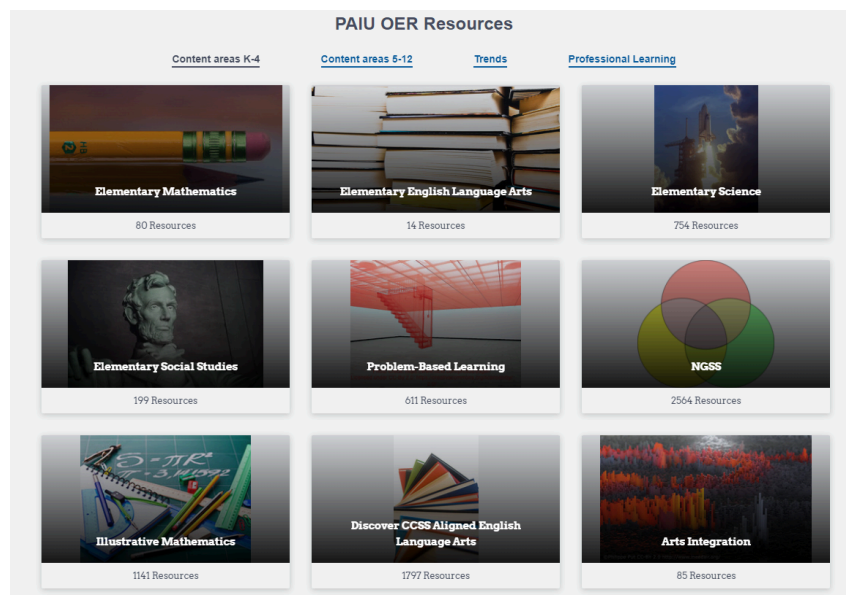 PAIU OER Resources
Content areas K-4 Content areas 5-12 Trends Professional Learning
Elementary Mathematics
80 Resources
Elementary English Language Arts
14 Resources
Elementary Science
754 Resources
Elementary Social Studies
199 Resources
Problem-Based Learning
611 Resources
NGSS
2564 Resources
Illustrative Mathematics
1141 Resources
Discover CCSS Aligned English
Language Arts
1797 Resources
Arts Integration
85 Resources